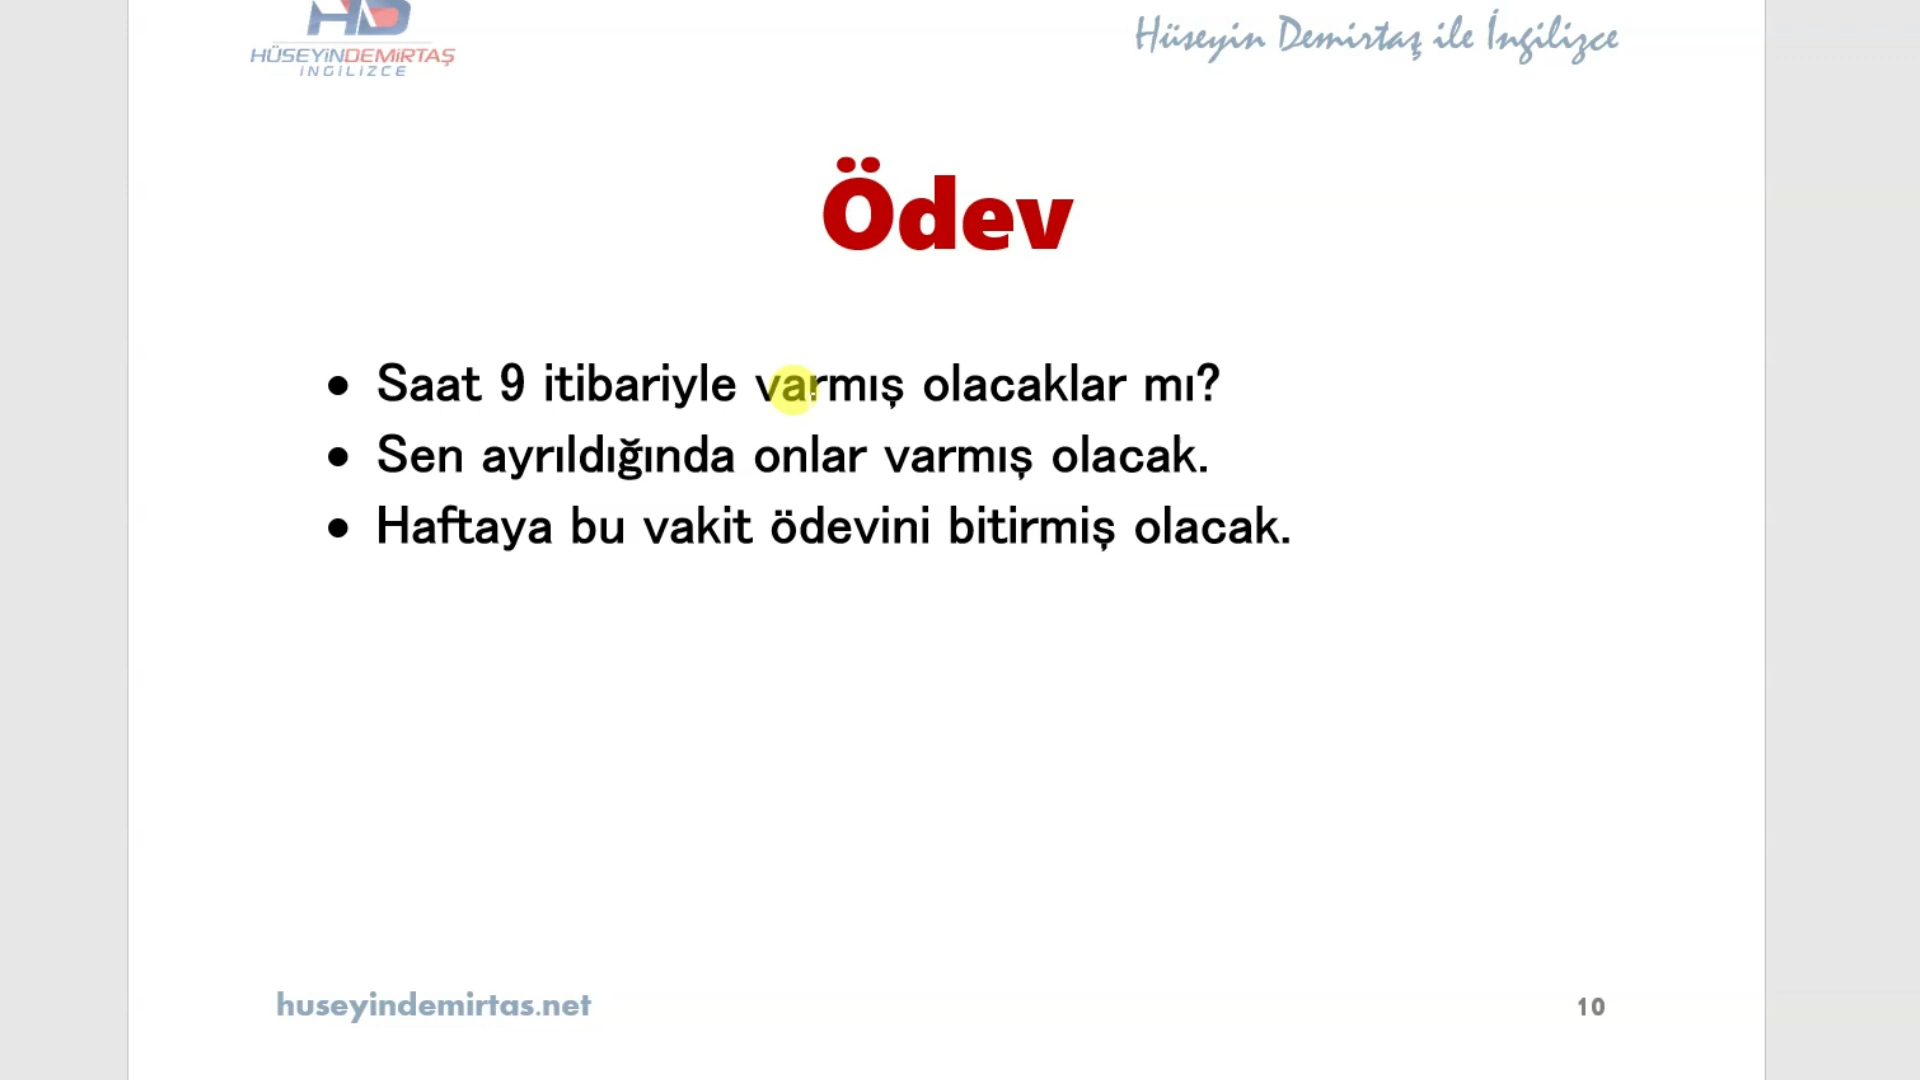 HÜSEYİNDEMİRTAŞ
İNGİLİZCE
Hüseyin Demirtaş ile İngilizce
Ödev
• Saat 9 itibariyle varmış olacaklar mı?
• Sen ayrıldığında onlar varmış olacak.
• Haftaya bu vakit ödevini bitirmiş olacak.
huseyindemirtas.net
10